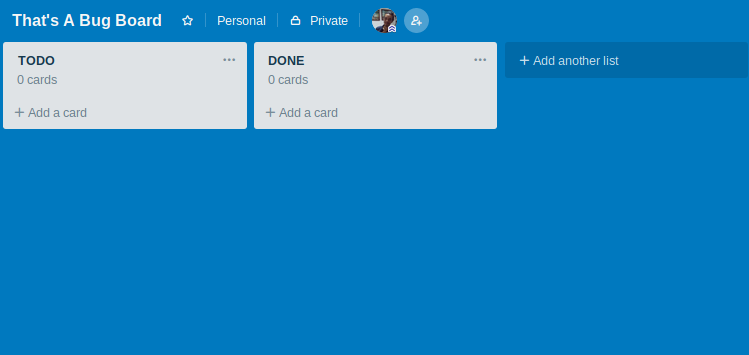 That's A Bug Board Personal Private
TODO
0 cards
+ Add a card
DONE
0 cards
+ Add a card
+ Add another list